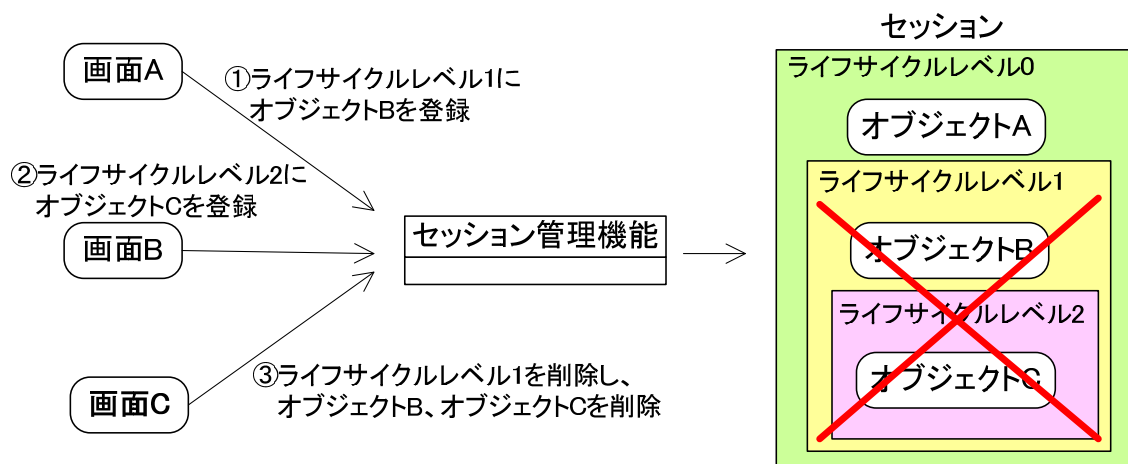 画面A
①ライフサイクルレベル1に
オブジェクトBを登録
②ライフサイクルレベル2に
オブジェクトCを登録
画面B
画面C
③ライフサイクルレベル1を削除し、
オブジェクトB、オブジェクトCを削除
セッション管理機能
セッション
ライフサイクルレベル0
オブジェクトA
ライフサイクルレベル1
オブジェクトB
ライフサイクルレベル2
オブジェクトC